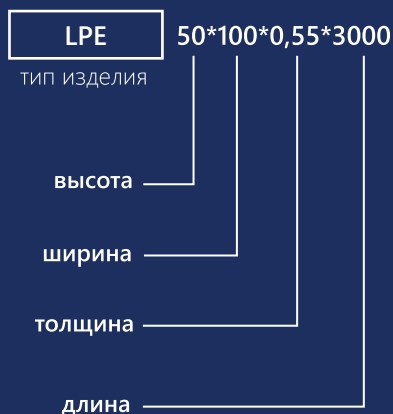 LPE 50*100*0,55*3000
тип изделия
высота
ширина
толщина
длина